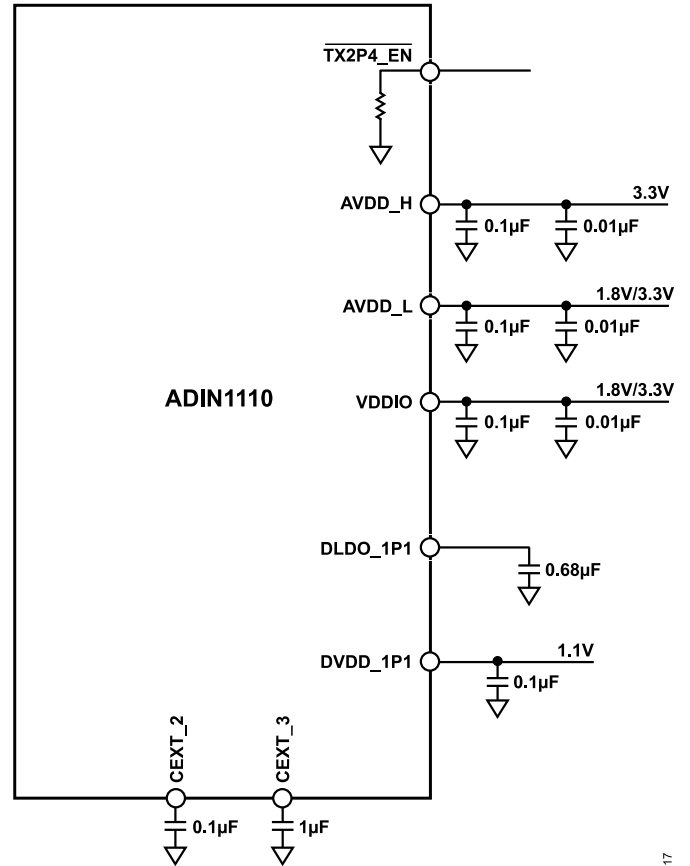 TX2P4_EN
AVDD_H
3.3V
0.1µF
0.01µF
AVDD_L
1.8V/3.3V
0.1µF
0.01µF
ADIN1110
VDDIO
1.8V/3.3V
0.1µF
0.01µF
DLDO_1P1
0.68µF
DVDD_1P1
1.1V
0.1µF
CEXT_2
CEXT_3
0.1µF
1µF
17